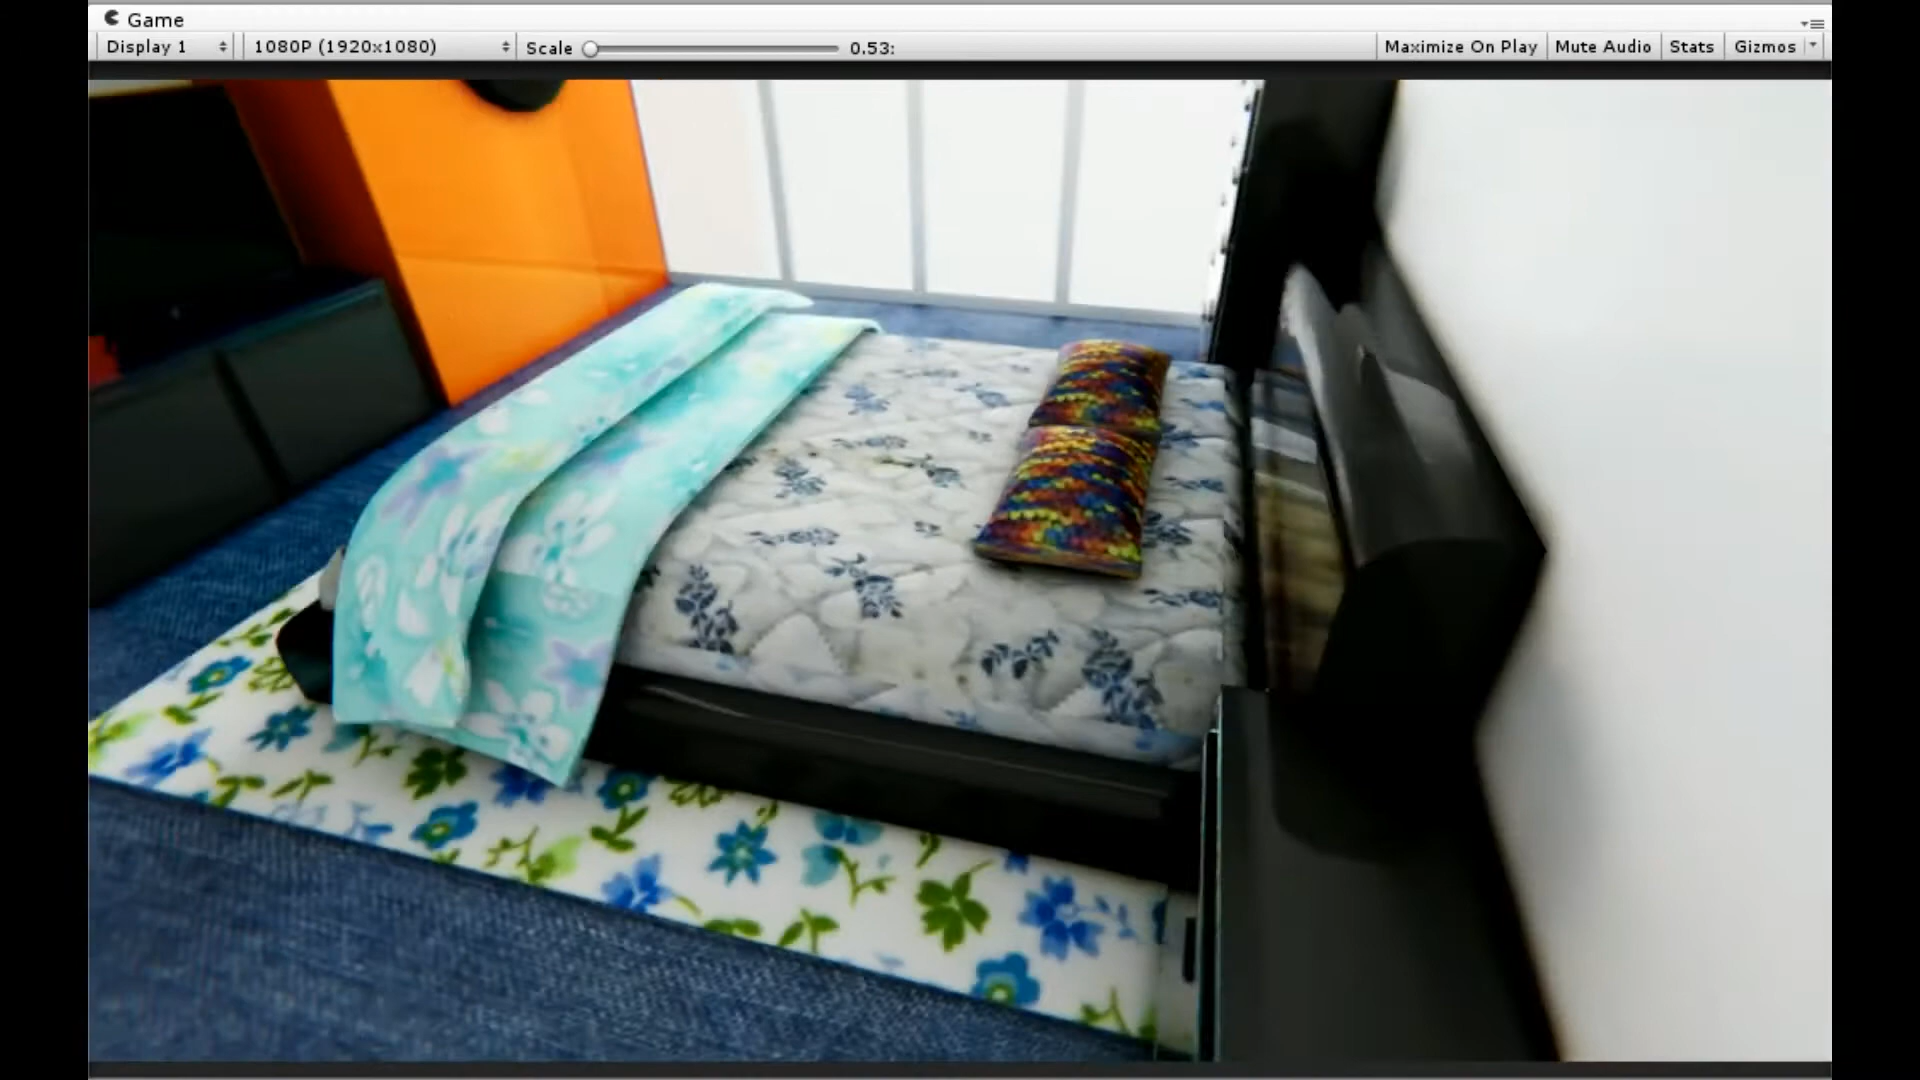 Game
Display 1 1080P (1920x1080) Scale 0.53: Maximize On Play Mute Audio Stats Gizmos